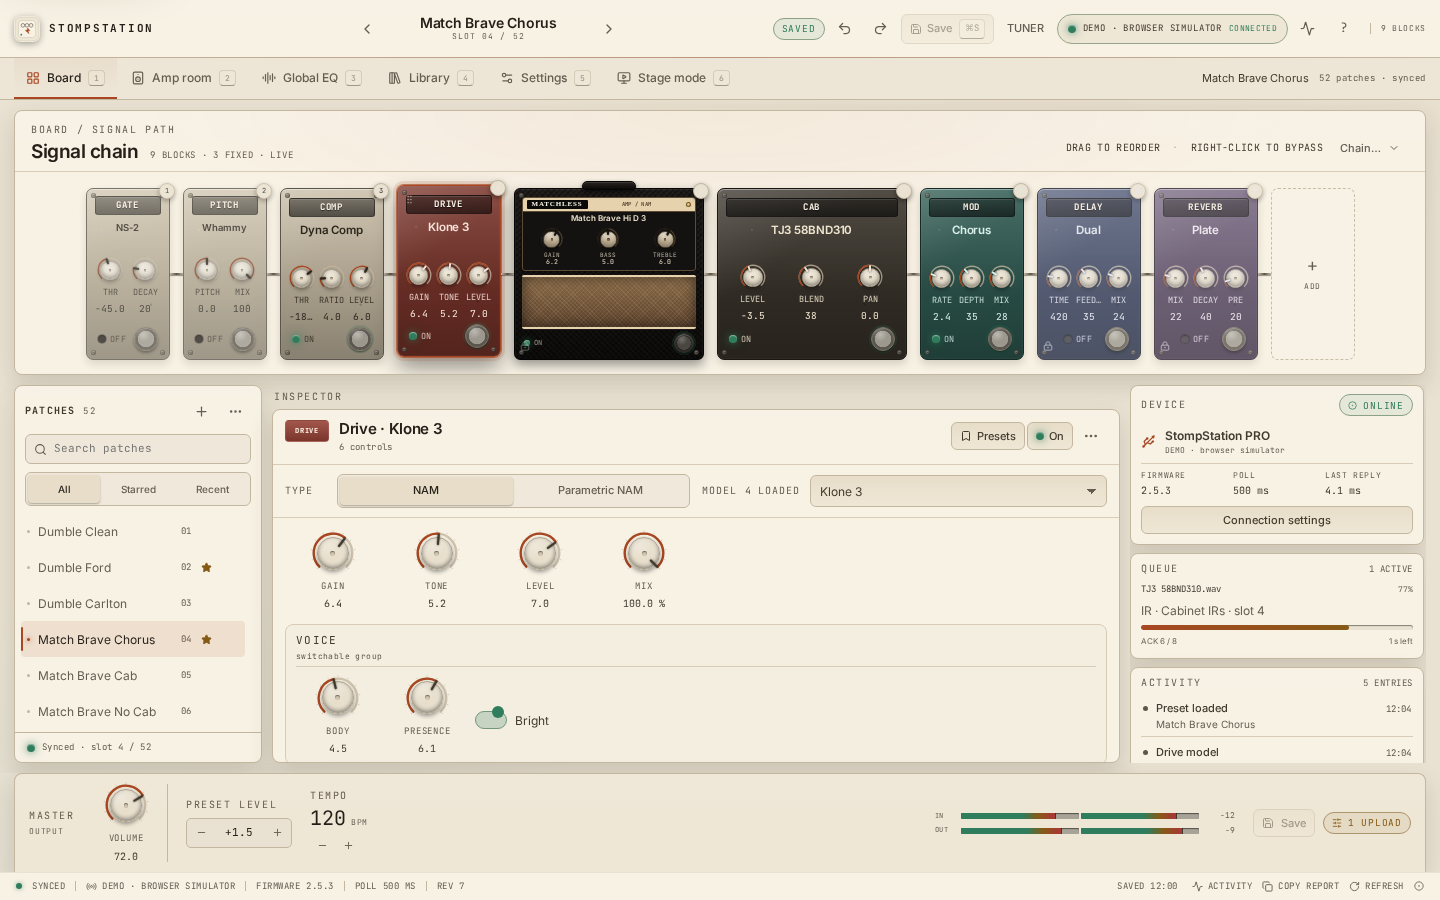 STOMPSTATION
Match Brave Chorus
SLOT 04 / 52
SAVED
Save ⌘S
TUNER
DEMO · BROWSER SIMULATOR CONNECTED
?
9 BLOCKS
Board 1
Amp room 2
Global EQ 3
Library 4
Settings 5
Stage mode 6
Match Brave Chorus 52 patches · synced
BOARD / SIGNAL PATH
Signal chain 9 BLOCKS · 3 FIXED · LIVE
DRAG TO REORDER · RIGHT-CLICK TO BYPASS Chain...
1
GATE
NS-2
THR DECAY
-45.0 20
OFF
2
PITCH
Whammy
PITCH MIX
0.0 100
OFF
3
COMP
Dyna Comp
THR RATIO LEVEL
-18… 4.0 6.0
ON
DRIVE
Klone 3
GAIN TONE LEVEL
6.4 5.2 7.0
ON
MATCHLESS AMP / NAM
Match Brave Hi D 3
GAIN BASS TREBLE
6.2 5.0 6.0
ON
CAB
TJ3 58BND310
LEVEL BLEND PAN
-3.5 38 0.0
ON
MOD
Chorus
RATE DEPTH MIX
2.4 35 28
ON
DELAY
Dual
TIME FEED… MIX
420 35 24
OFF
REVERB
Plate
MIX DECAY PRE
22 40 20
OFF
+
ADD
PATCHES 52
Search patches
All Starred Recent
Dumble Clean 01
Dumble Ford 02
Dumble Carlton 03
Match Brave Chorus 04
Match Brave Cab 05
Match Brave No Cab 06
Synced · slot 4 / 52
INSPECTOR
DRIVE
Drive · Klone 3
6 controls
Presets
On
TYPE
NAM
Parametric NAM
MODEL 4 LOADED
Klone 3
GAIN TONE LEVEL MIX
6.4 5.2 7.0 100.0 %
VOICE
switchable group
BODY PRESENCE
4.5 6.1
Bright
DEVICE
ONLINE
StompStation PRO
DEMO · browser simulator
FIRMWARE POLL LAST REPLY
2.5.3 500 ms 4.1 ms
Connection settings
QUEUE 1 ACTIVE
TJ3 58BND310.wav 77%
IR · Cabinet IRs · slot 4
ACK 6 / 8 1 s left
ACTIVITY 5 ENTRIES
Preset loaded 12:04
Match Brave Chorus
Drive model 12:04
MASTER
OUTPUT
VOLUME
72.0
PRESET LEVEL
− +1.5 +
TEMPO
120 BPM
− +
IN -12
OUT -9
Save
1 UPLOAD
SYNCED
DEMO · BROWSER SIMULATOR
FIRMWARE 2.5.3
POLL 500 MS
REV 7
SAVED 12:00
ACTIVITY
COPY REPORT
REFRESH